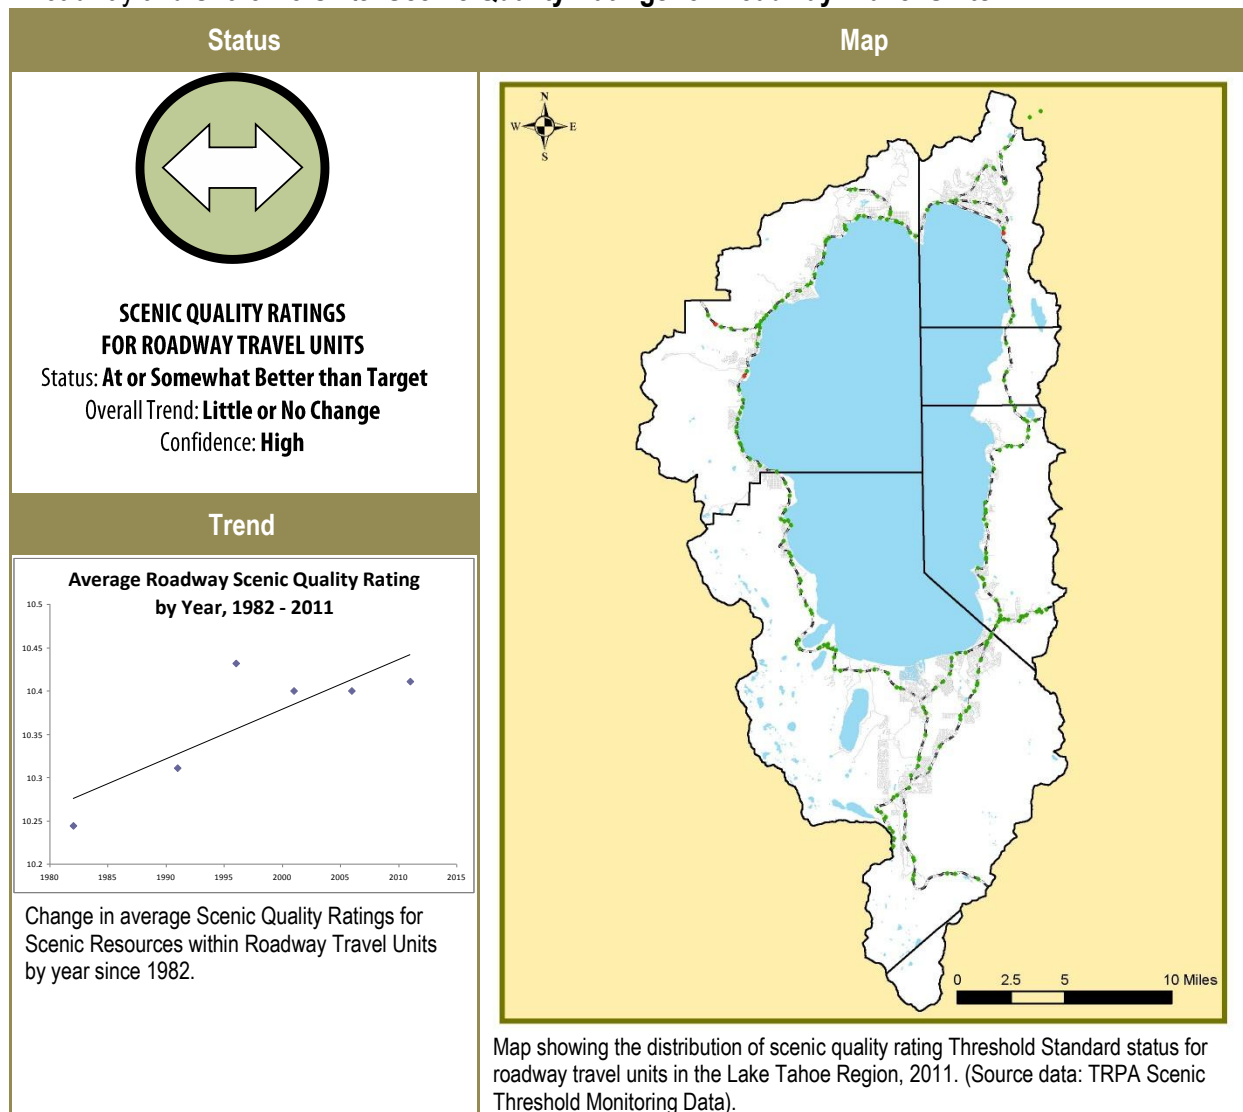 Status
SCENIC QUALITY RATINGS
FOR ROADWAY TRAVEL UNITS
Status: At or Somewhat Better than Target
Overall Trend: Little or No Change
Confidence: High
Trend
Average Roadway Scenic Quality Rating
by Year, 1982 - 2011
10.5
10.45
10.4
10.35
10.3
10.25
10.2
1980 1985 1990 1995 2000 2005 2010 2015
Change in average Scenic Quality Ratings for
Scenic Resources within Roadway Travel Units
by year since 1982.
Map
N
W E
S
0 2.5 5 10 Miles
Map showing the distribution of scenic quality rating Threshold Standard status for
roadway travel units in the Lake Tahoe Region, 2011. (Source data: TRPA Scenic
Threshold Monitoring Data).